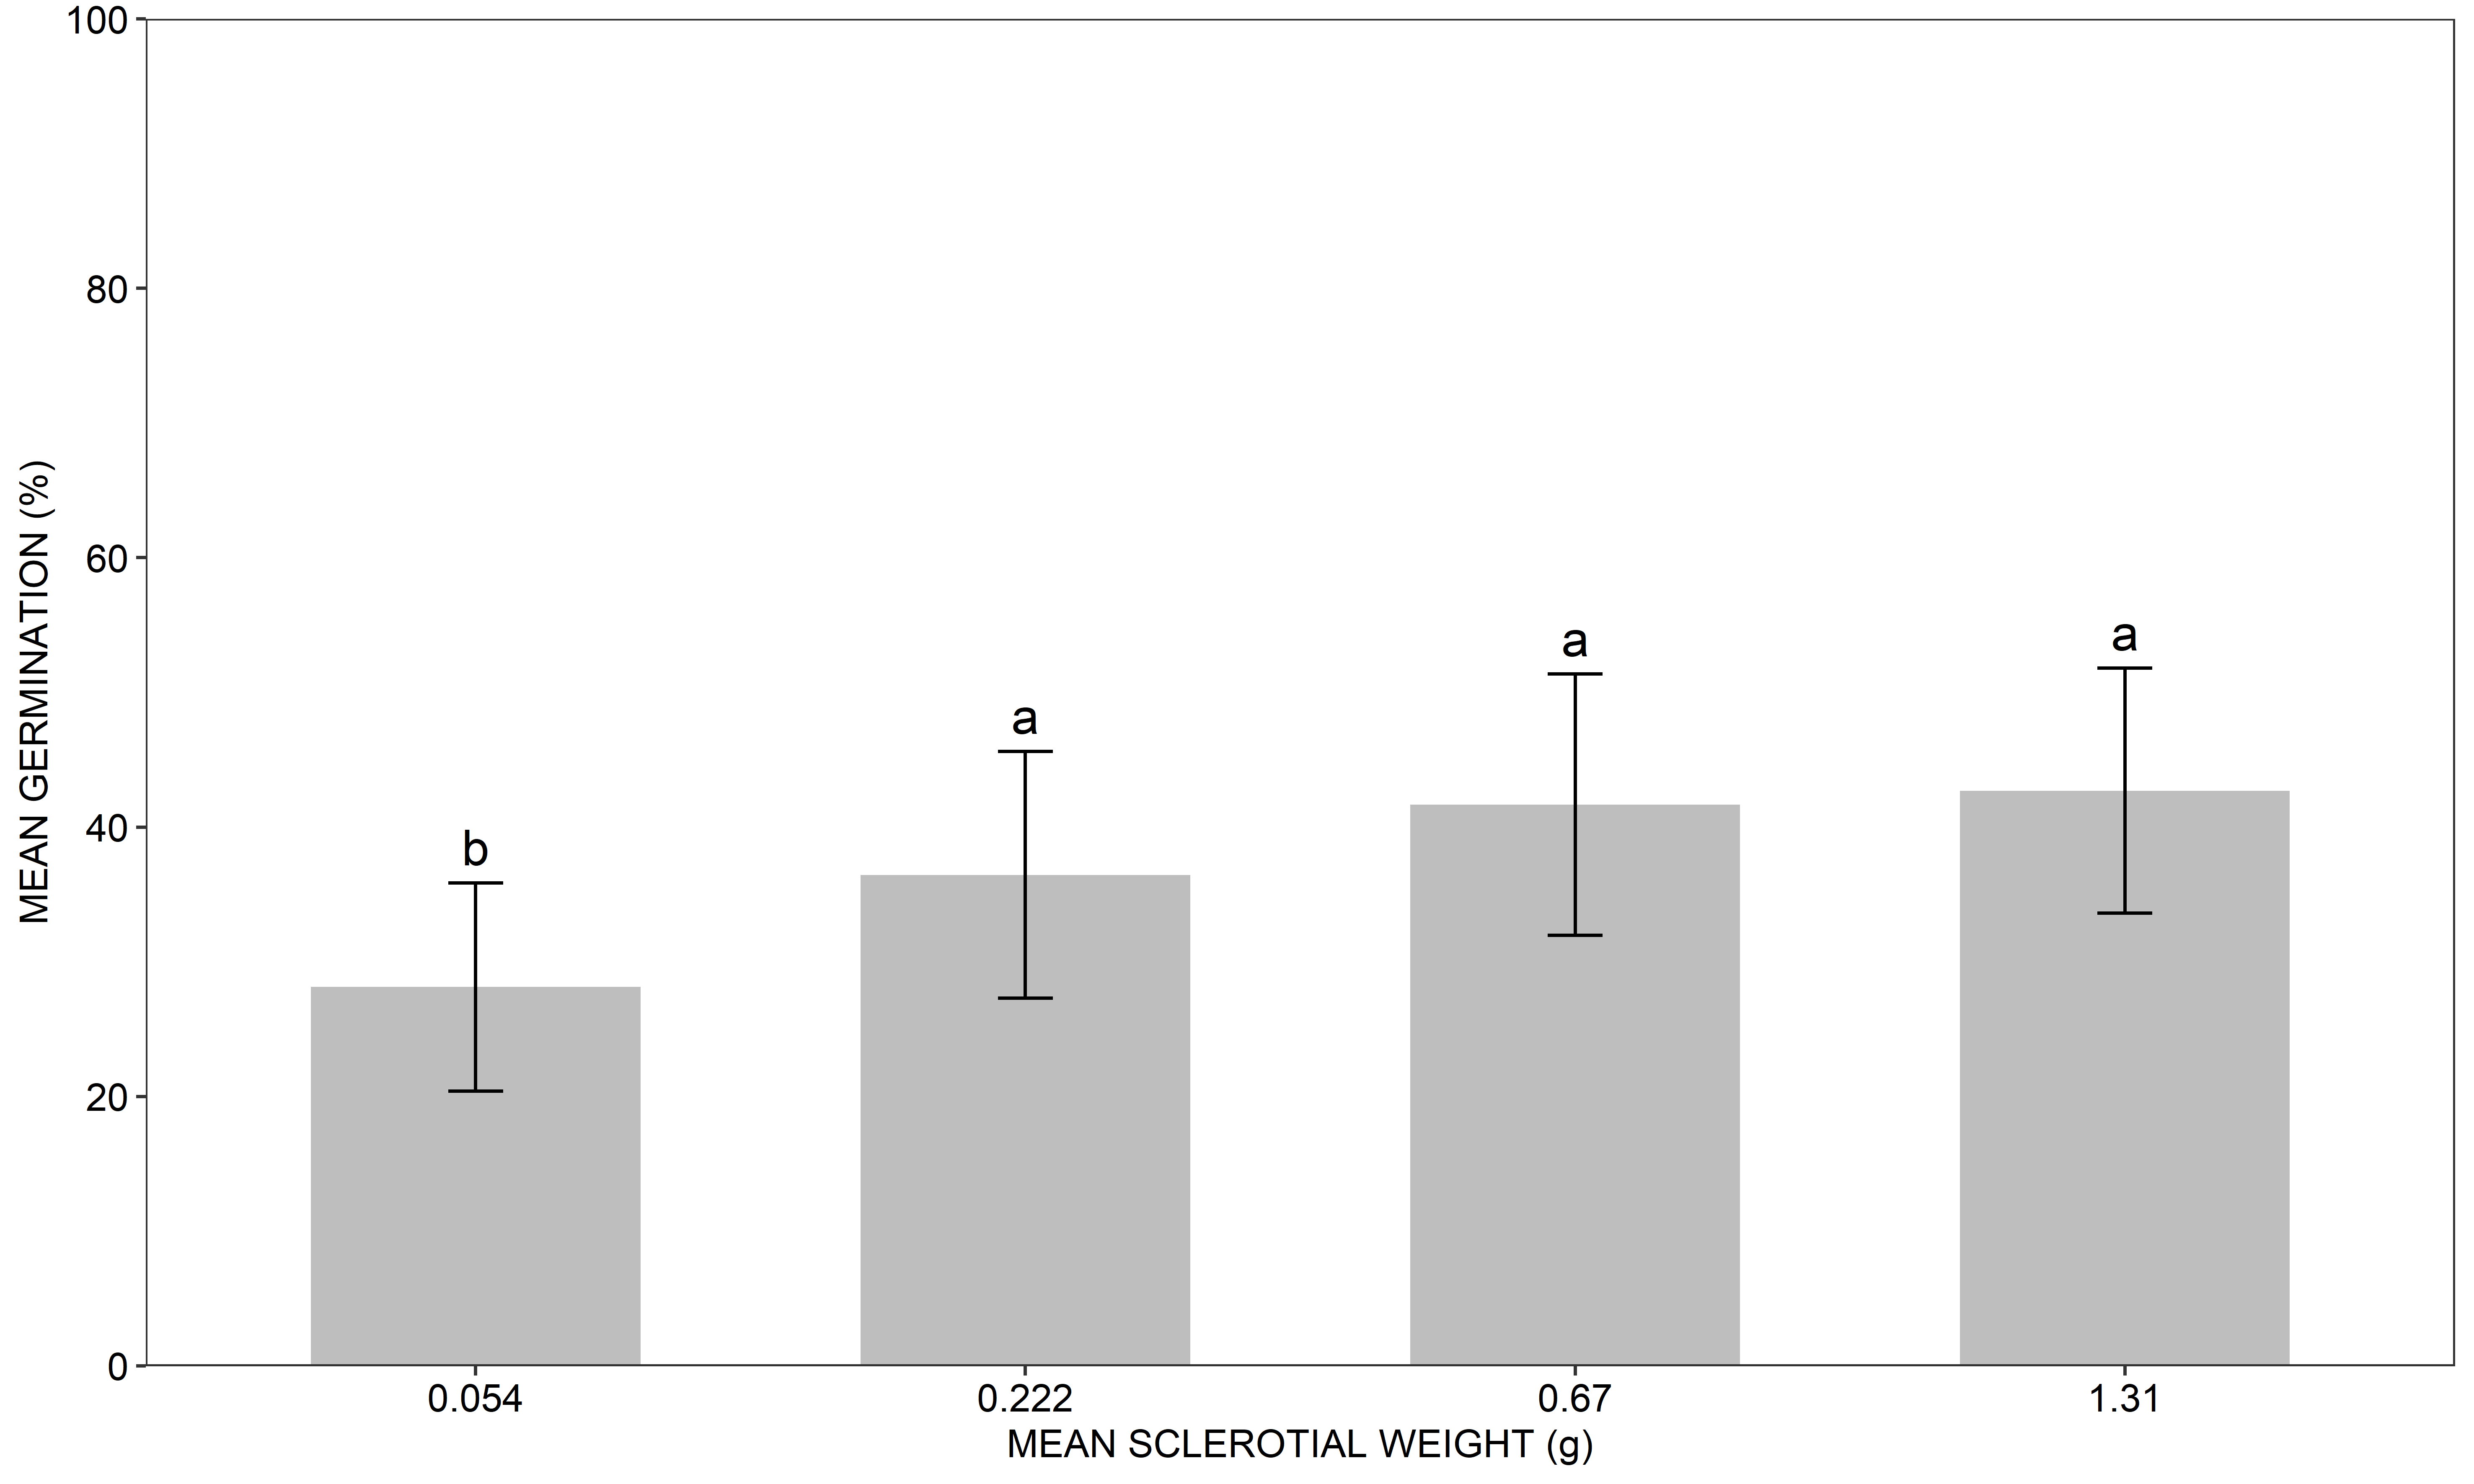 MEAN GERMINATION (%)
100
80
60
40
20
0
b
a
a
a
0.054
0.222
0.67
1.31
MEAN SCLEROTIAL WEIGHT (g)